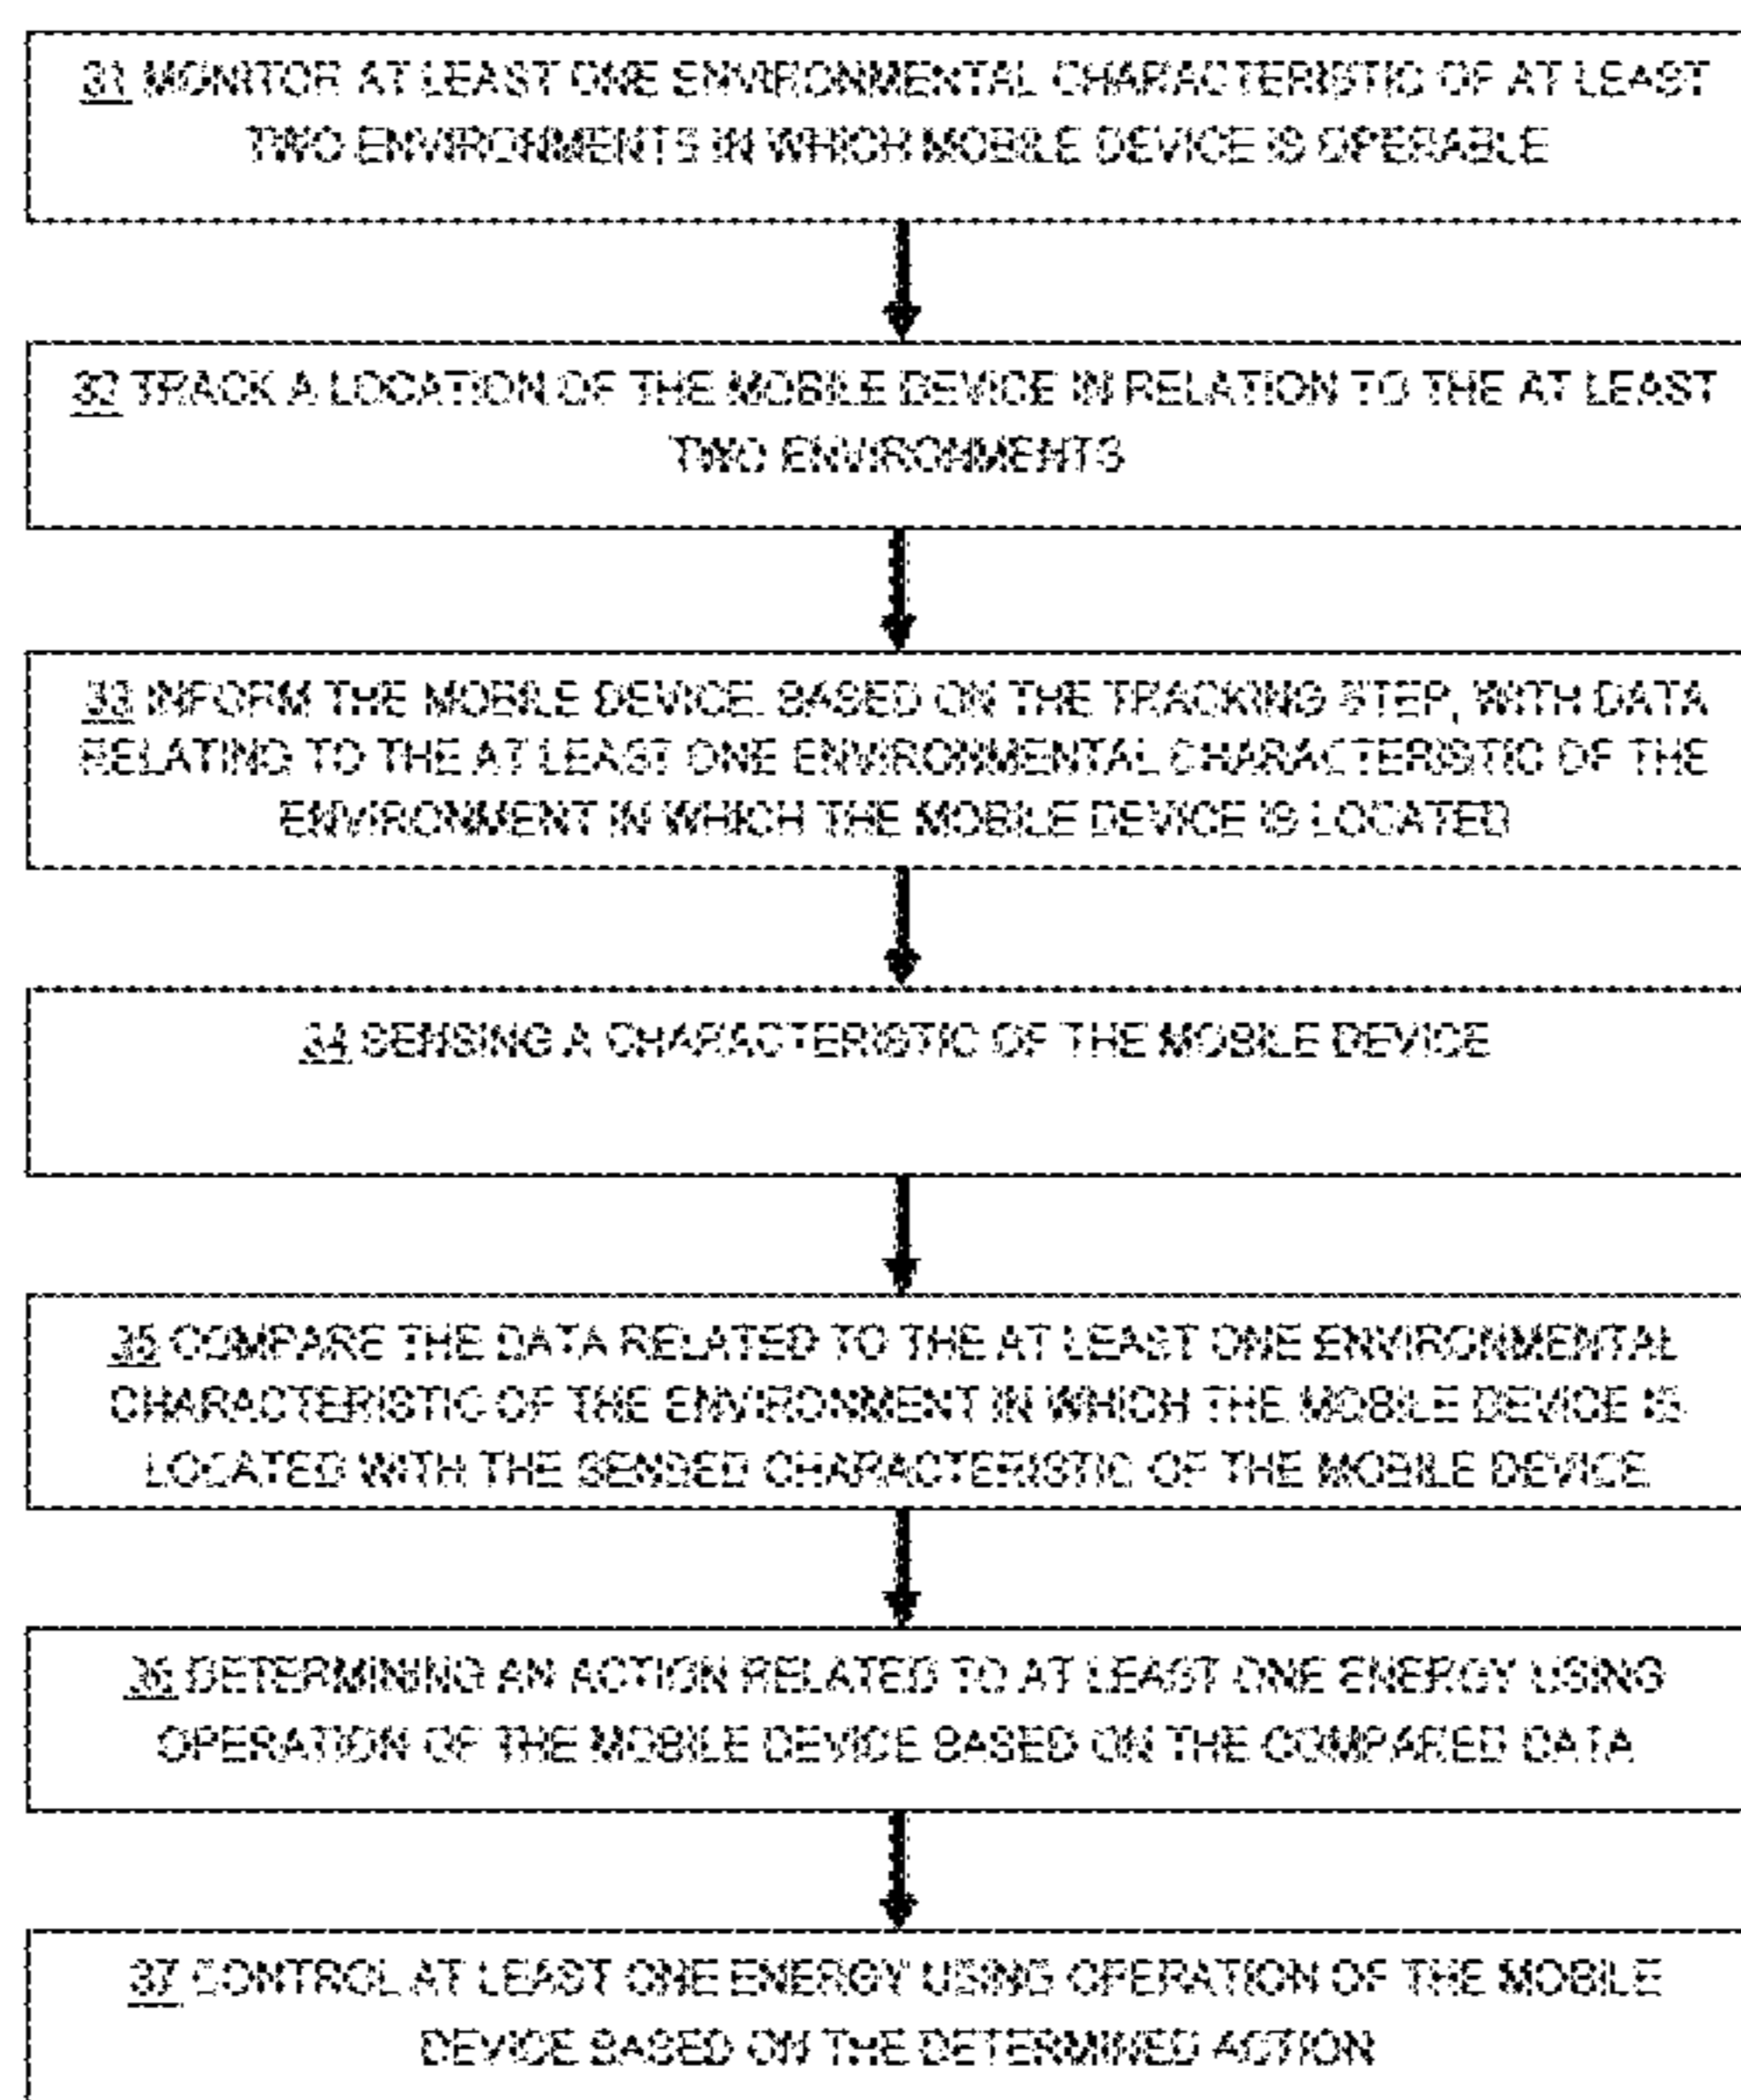 31 MONITOR AT LEAST ONE ENVIRONMENTAL CHARACTERISTIC OF AT LEAST
TWO ENVIRONMENTS IN WHICH MOBILE DEVICE IS OPERABLE
32 TRACK A LOCATION OF THE MOBILE DEVICE IN RELATION TO THE AT LEAST
TWO ENVIRONMENTS
33 INFORM THE MOBILE DEVICE, BASED ON THE TRACKING STEP, WITH DATA
RELATING TO THE AT LEAST ONE ENVIRONMENTAL CHARACTERISTIC OF THE
ENVIRONMENT IN WHICH THE MOBILE DEVICE IS LOCATED
34 SENSING A CHARACTERISTIC OF THE MOBILE DEVICE
35 COMPARE THE DATA RELATED TO THE AT LEAST ONE ENVIRONMENTAL
CHARACTERISTIC OF THE ENVIRONMENT IN WHICH THE MOBILE DEVICE IS
LOCATED WITH THE SENSED CHARACTERISTIC OF THE MOBILE DEVICE
36 DETERMINING AN ACTION RELATED TO AT LEAST ONE ENERGY USING
OPERATION OF THE MOBILE DEVICE BASED ON THE COMPARED DATA
37 CONTROL AT LEAST ONE ENERGY USING OPERATION OF THE MOBILE
DEVICE BASED ON THE DETERMINED ACTION